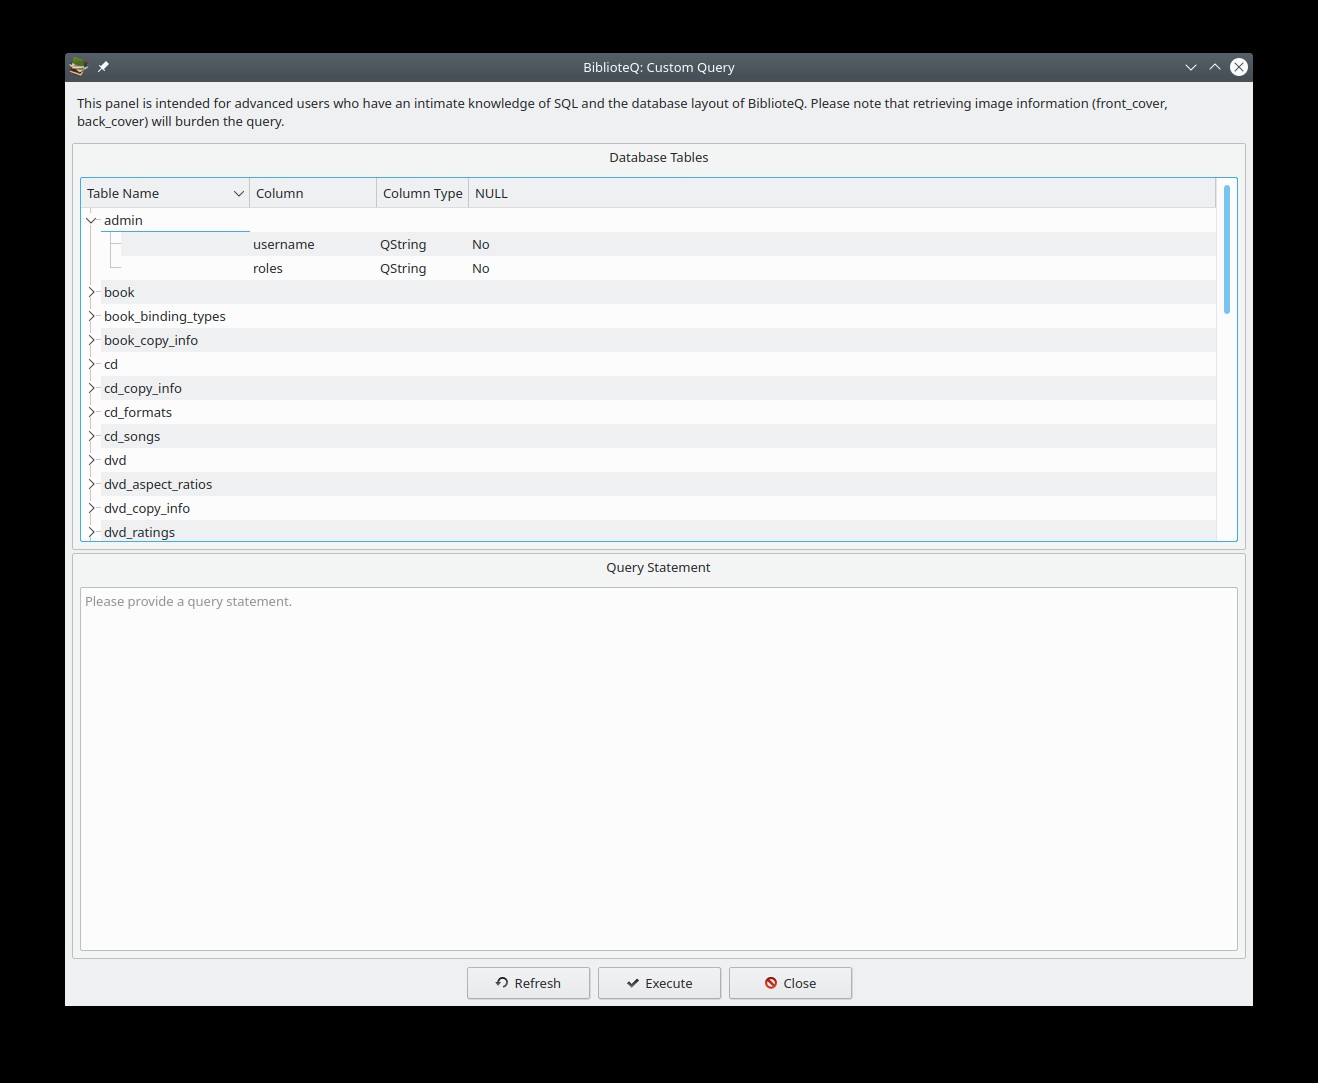 BiblioteQ: Custom Query
This panel is intended for advanced users who have an intimate knowledge of SQL and the database layout of BiblioteQ. Please note that retrieving image information (front_cover,
back_cover) will burden the query.
Database Tables
Table Name Column Column Type NULL
admin
username QString No
roles QString No
book
book_binding_types
book_copy_info
cd
cd_copy_info
cd_formats
cd_songs
dvd
dvd_aspect_ratios
dvd_copy_info
dvd_ratings
Query Statement
Please provide a query statement.
Refresh Execute Close